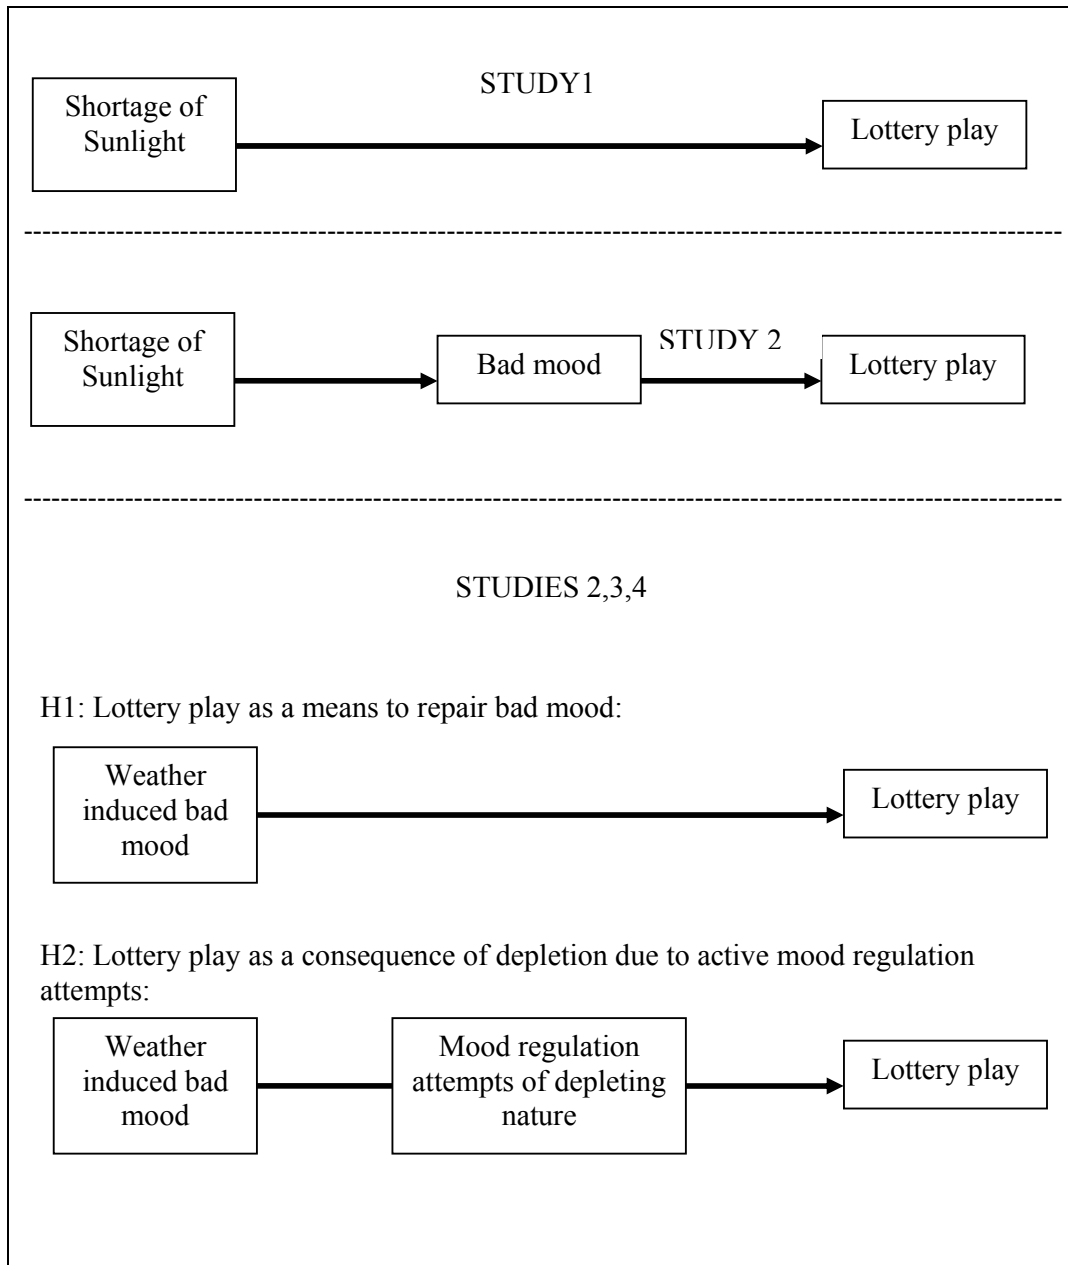 STUDY1
Shortage of
Sunlight
Lottery play
Shortage of
Sunlight
Bad mood
STUDY 2
Lottery play
STUDIES 2,3,4
H1: Lottery play as a means to repair bad mood:
Weather
induced bad
mood
Lottery play
H2: Lottery play as a consequence of depletion due to active mood regulation
attempts:
Weather
induced bad
mood
Mood regulation
attempts of depleting
nature
Lottery play